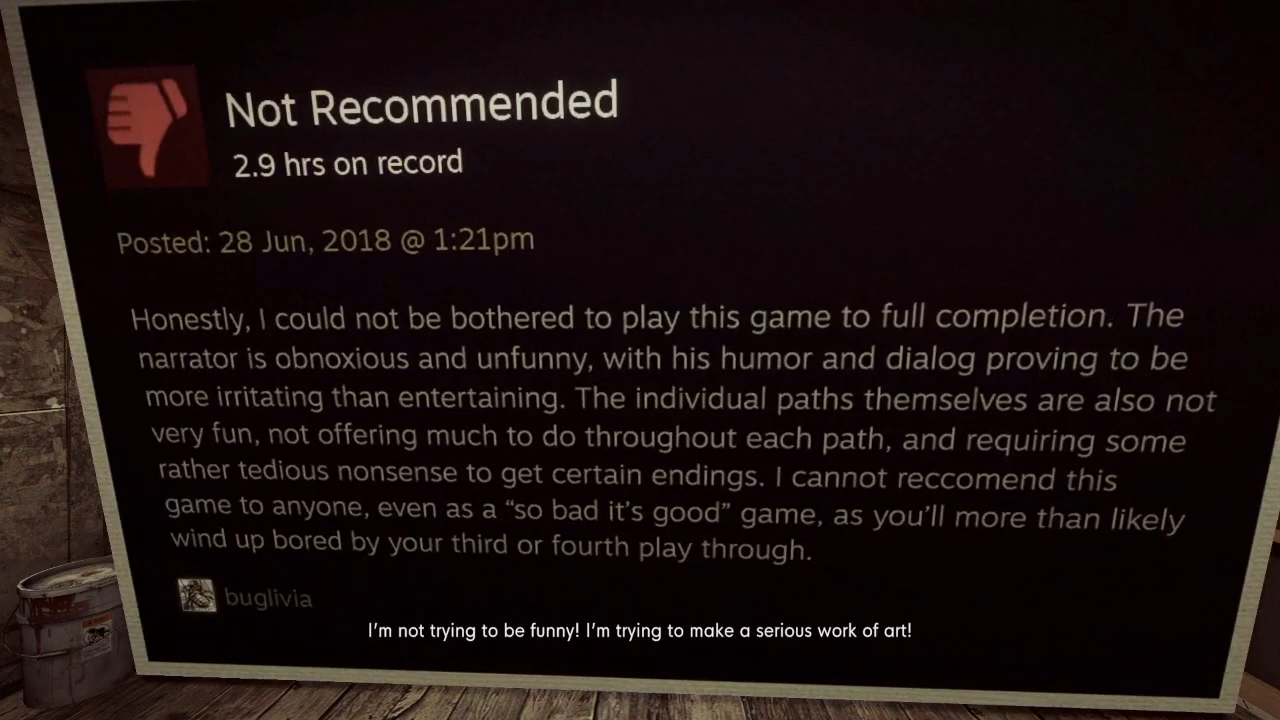 Not Recommended
2.9 hrs on record
Posted: 28 Jun, 2018 @ 1:21pm
Honestly, I could not be bothered to play this game to full completion. The
narrator is obnoxious and unfunny, with his humor and dialog proving to be
more irritating than entertaining. The individual paths themselves are also not
very fun, not offering much to do throughout each path, and requiring some
rather tedious nonsense to get certain endings. I cannot reccomend this
game to anyone, even as a “so bad it’s good” game, as you’ll more than likely
wind up bored by your third or fourth play through.
buglivia
I’m not trying to be funny! I’m trying to make a serious work of art!